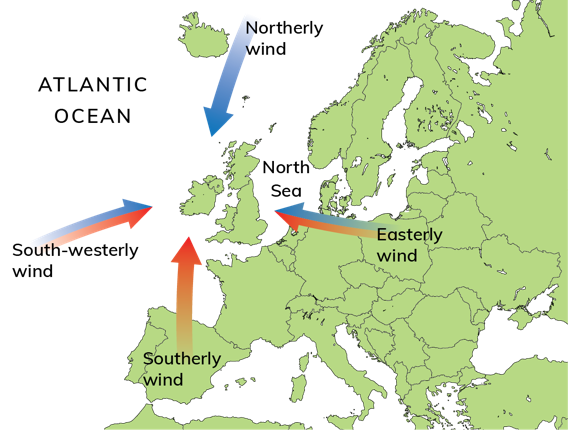 Northerly
wind
ATLANTIC
OCEAN
North
Sea
Easterly
wind
South-westerly
wind
Southerly
wind